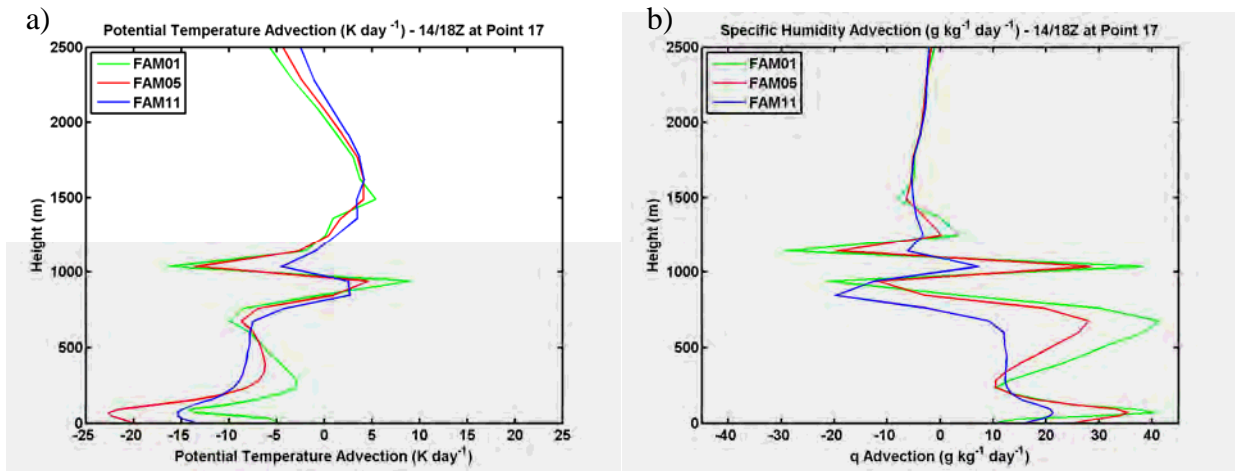 a)
Potential Temperature Advection (K day -1) - 14/18Z at Point 17
FAM01
FAM05
FAM11
2500
2000
1500
1000
500
0
Height (m)
-25 -20 -15 -10 -5 0 5 10 15 20 25
Potential Temperature Advection (K day-1)
b)
Specific Humidity Advection (g kg-1 day-1) - 14/18Z at Point 17
FAM01
FAM05
FAM11
2500
2000
1500
1000
500
0
Height (m)
-40 -30 -20 -10 0 10 20 30 40
q Advection (g kg-1 day-1)